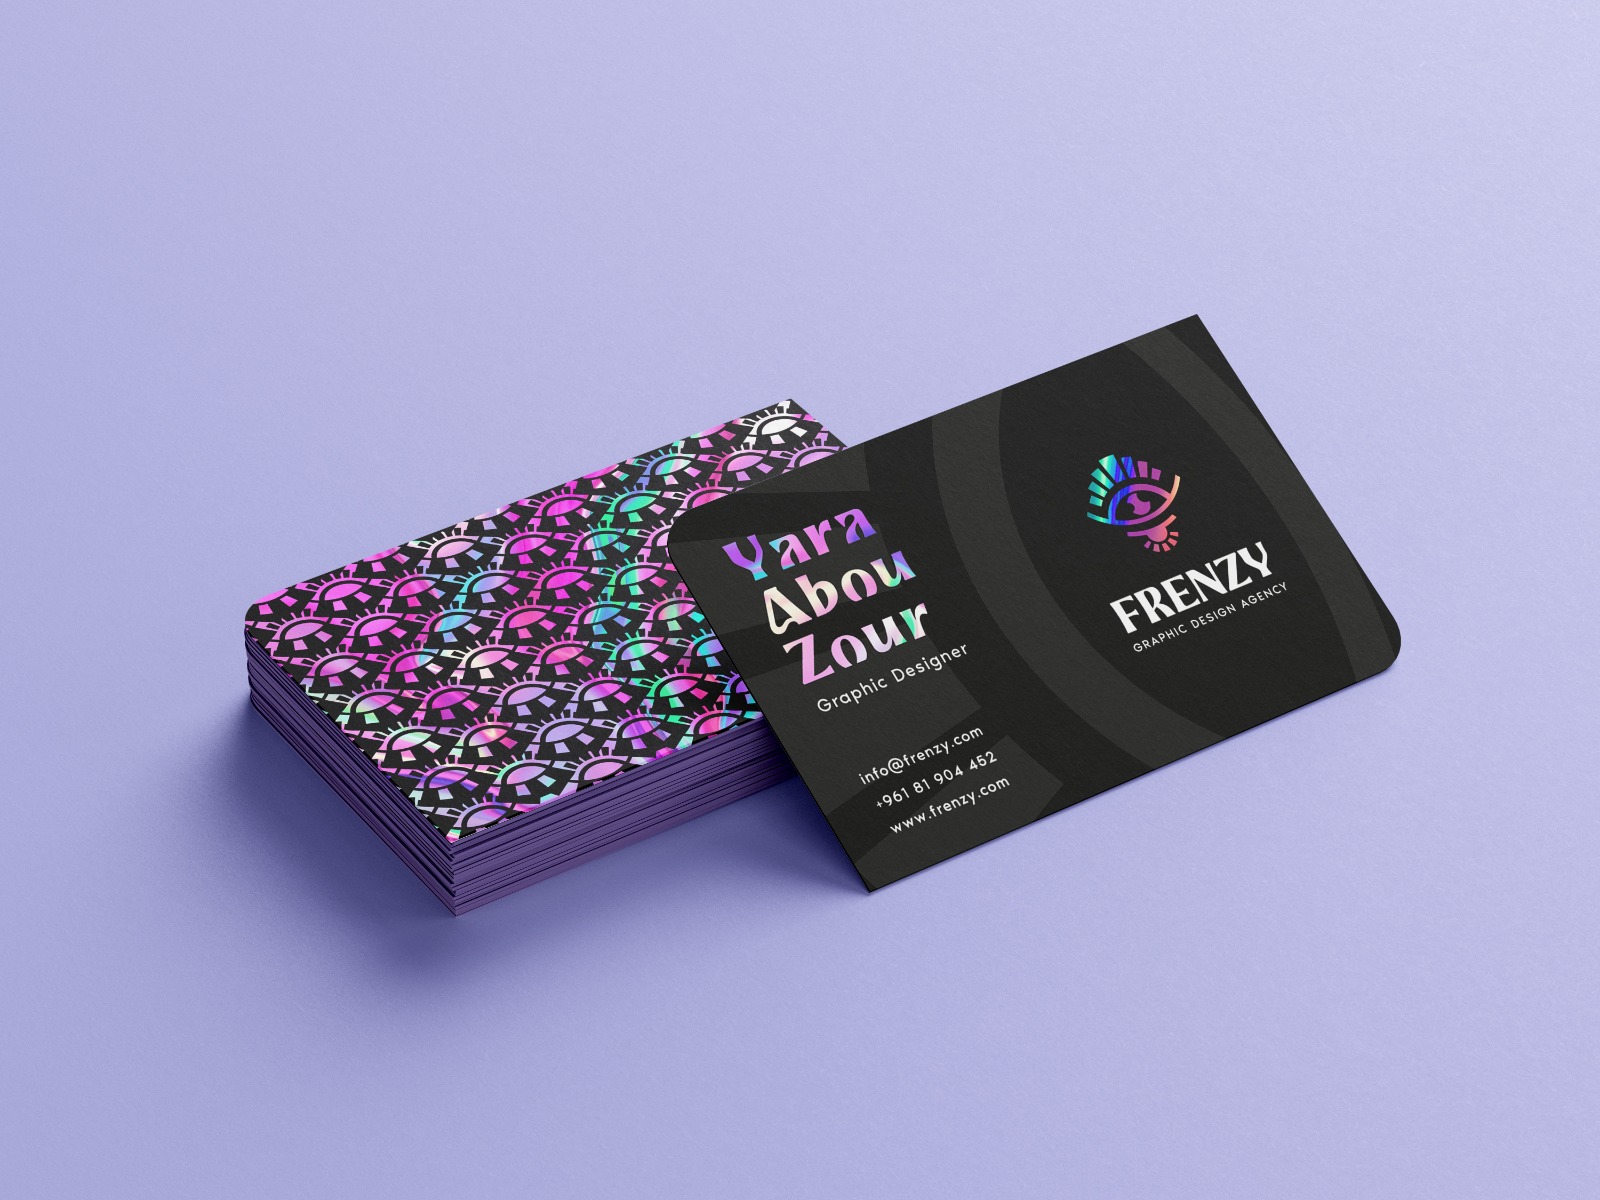 Yara
Abou
Zour
Graphic Designer
info@frenzy.com
+961 81 904 452
www.frenzy.com
FRENZY
GRAPHIC DESIGN AGENCY